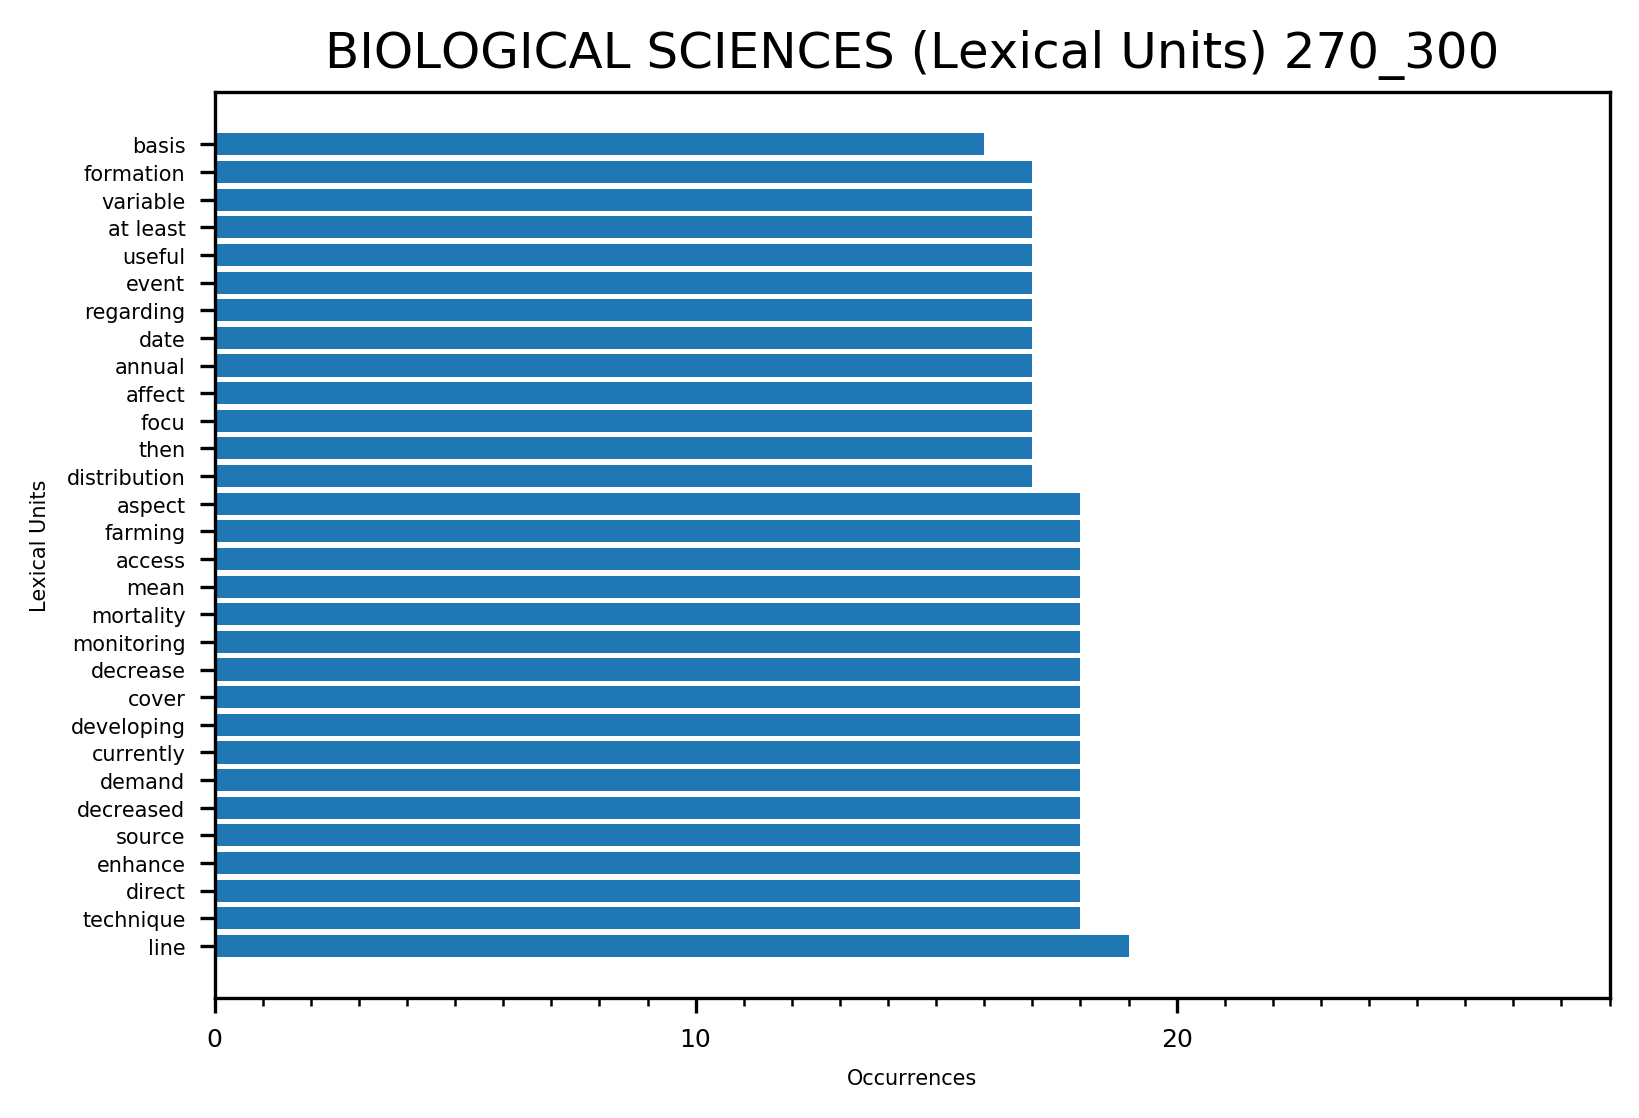 BIOLOGICAL SCIENCES (Lexical Units) 270_300
Lexical Units
basis
formation
variable
at least
useful
event
regarding
date
annual
affect
focu
then
distribution
aspect
farming
access
mean
mortality
monitoring
decrease
cover
developing
currently
demand
decreased
source
enhance
direct
technique
line
0 10 20
Occurrences